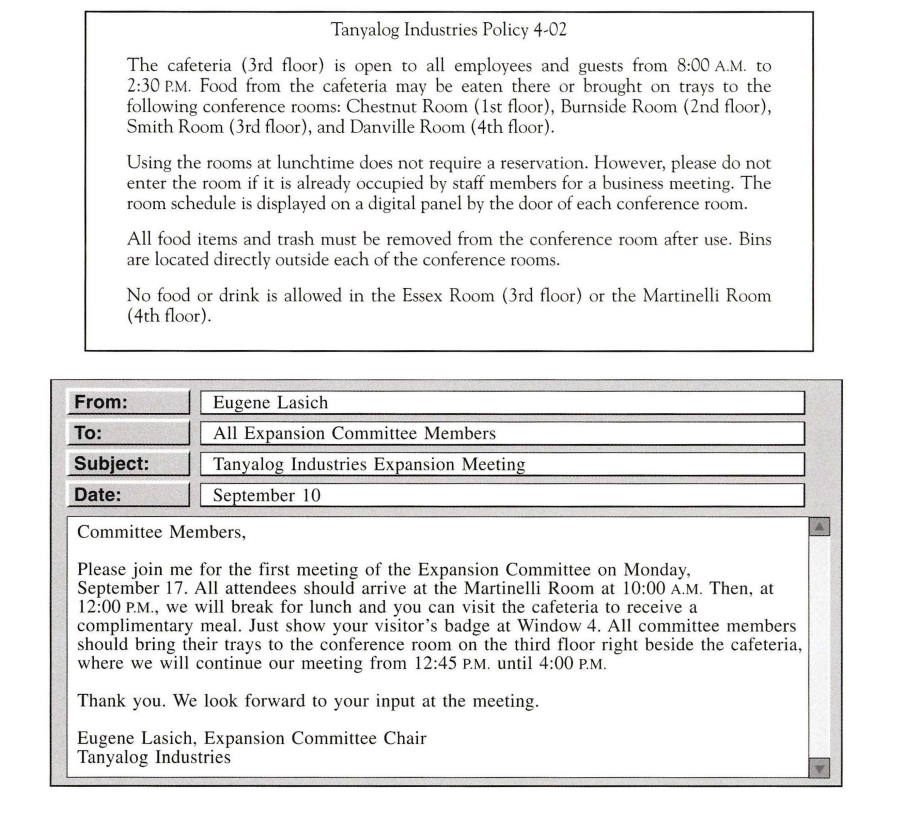 Tanyalog Industries Policy 4-02
The cafeteria (3rd floor) is open to all employees and guests from 8:00 A.M. to
2:30 P.M. Food from the cafeteria may be eaten there or brought on trays to the
following conference rooms: Chestnut Room (1st floor), Burnside Room (2nd floor),
Smith Room (3rd floor), and Danville Room (4th floor).
Using the rooms at lunchtime does not require a reservation. However, please do not
enter the room if it is already occupied by staff members for a business meeting. The
room schedule is displayed on a digital panel by the door of each conference room.
All food items and trash must be removed from the conference room after use. Bins
are located directly outside each of the conference rooms.
No food or drink is allowed in the Essex Room (3rd floor) or the Martinelli Room
(4th floor).
From: Eugene Lasich
To: All Expansion Committee Members
Subject: Tanyalog Industries Expansion Meeting
Date: September 10
Committee Members,
Please join me for the first meeting of the Expansion Committee on Monday,
September 17. All attendees should arrive at the Martinelli Room at 10:00 A.M. Then, at
12:00 P.M., we will break for lunch and you can visit the cafeteria to receive a
complimentary meal. Just show your visitor's badge at Window 4. All committee members
should bring their trays to the conference room on the third floor right beside the cafeteria,
where we will continue our meeting from 12:45 P.M. until 4:00 P.M.
Thank you. We look forward to your input at the meeting.
Eugene Lasich, Expansion Committee Chair
Tanyalog Industries